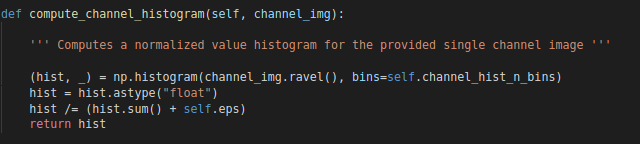 def compute_channel_histogram(self, channel_img):
''' Computes a normalized value histogram for the provided single channel image '''
(hist, _) = np.histogram(channel_img.ravel(), bins=self.channel_hist_n_bins)
hist = hist.astype("float")
hist /= (hist.sum() + self.eps)
return hist